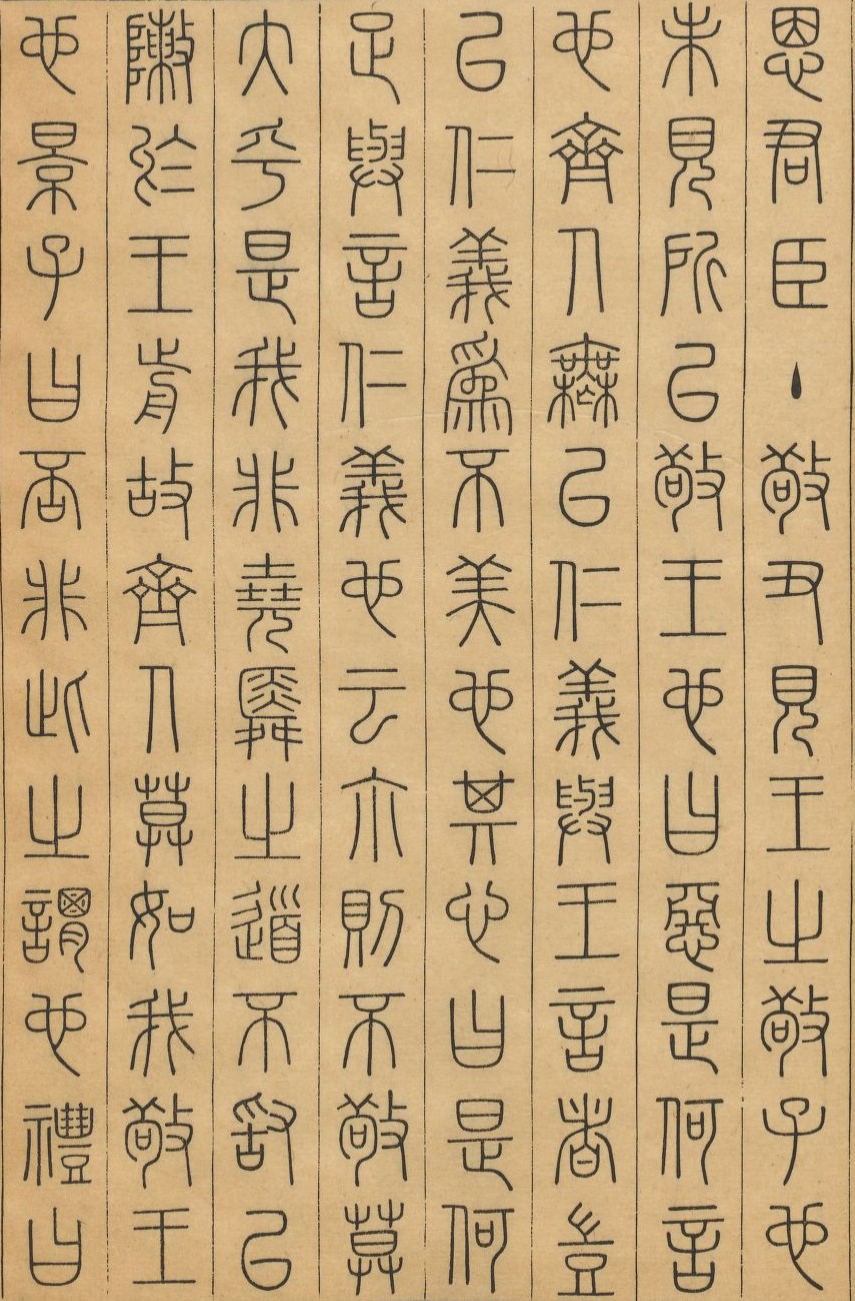 恩君臣主敬丑見王之敬子也
未見所以敬王也曰惡是何言
也齊人無以仁義與王言者豈
以仁義為不美也其心曰是何
足與言仁義也云爾則不敬莫
大乎是我非堯舜之道不敢以
陳於王前故齊人莫如我敬王
也景子曰否非此之謂也禮曰